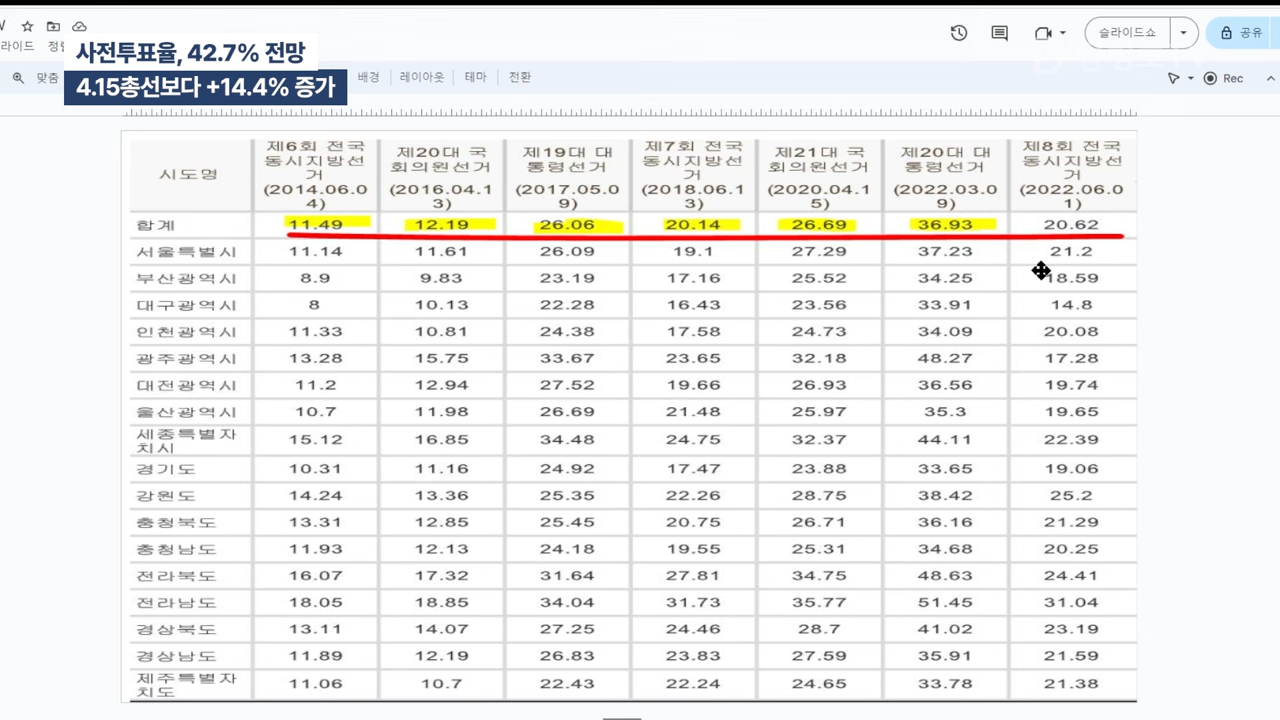 라이드
사전투표율, 42.7% 전망
4.15총선보다 +14.4% 증가
슬라이드쇼
공유
맞춤
배경
레이아웃
테마
전환
Rec
시도명 제6회 전국동시지방선거(2014.06.04) 제20대 국회의원선거(2016.04.13) 제19대 대통령선거(2017.05.09) 제7회 전국동시지방선거(2018.06.13) 제21대 국회의원선거(2020.04.15) 제20대 대통령선거(2022.03.09) 제8회 전국동시지방선거(2022.06.01)
합계 11.49 12.19 26.06 20.14 26.69 36.93 20.62
서울특별시 11.14 11.61 26.09 19.1 27.29 37.23 21.2
부산광역시 8.9 9.83 23.19 17.16 25.52 34.25 18.59
대구광역시 8 10.13 22.28 16.43 23.56 33.91 14.8
인천광역시 11.33 10.81 24.38 17.58 24.73 34.09 20.08
광주광역시 13.28 15.75 33.67 23.65 32.18 48.27 17.28
대전광역시 11.2 12.94 27.52 19.66 26.93 36.56 19.74
울산광역시 10.7 11.98 26.69 21.48 25.97 35.3 19.65
세종특별자치시 15.12 16.85 34.48 24.75 32.37 44.11 22.39
경기도 10.31 11.16 24.92 17.47 23.88 33.65 19.06
강원도 14.24 13.36 25.35 22.26 28.75 38.42 25.2
충청북도 13.31 12.85 25.45 20.75 26.71 36.16 21.29
충청남도 11.93 12.13 24.18 19.55 25.31 34.68 20.25
전라북도 16.07 17.32 31.64 27.81 34.75 48.63 24.41
전라남도 18.05 18.85 34.04 31.73 35.77 51.45 31.04
경상북도 13.11 14.07 27.25 24.46 28.7 41.02 23.19
경상남도 11.89 12.19 26.83 23.83 27.59 35.91 21.59
제주특별자치도 11.06 10.7 22.43 22.24 24.65 33.78 21.38